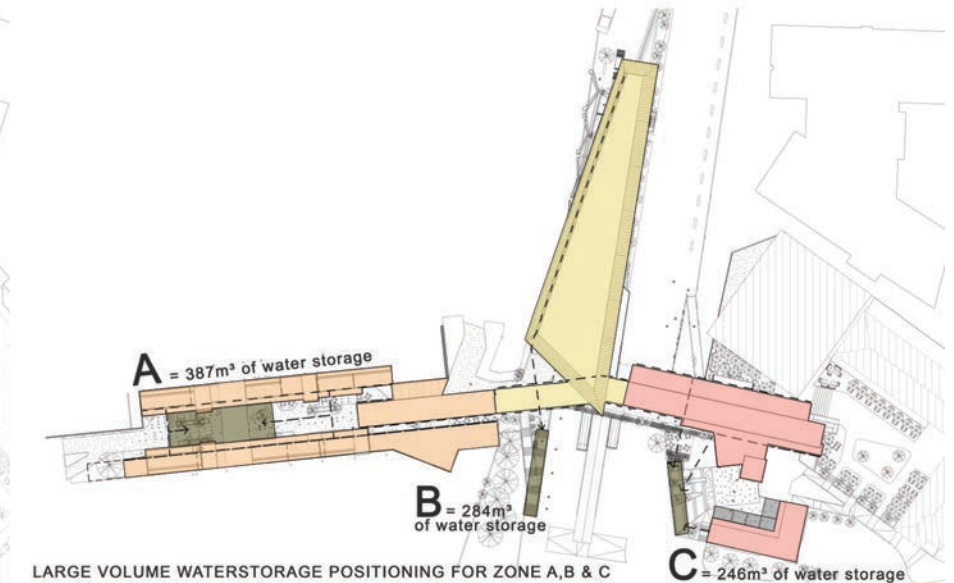 A = 387m³ of water storage
B = 284m³
of water storage
C = 246m³ of water storage
LARGE VOLUME WATERSTORAGE POSITIONING FOR ZONE A,B & C